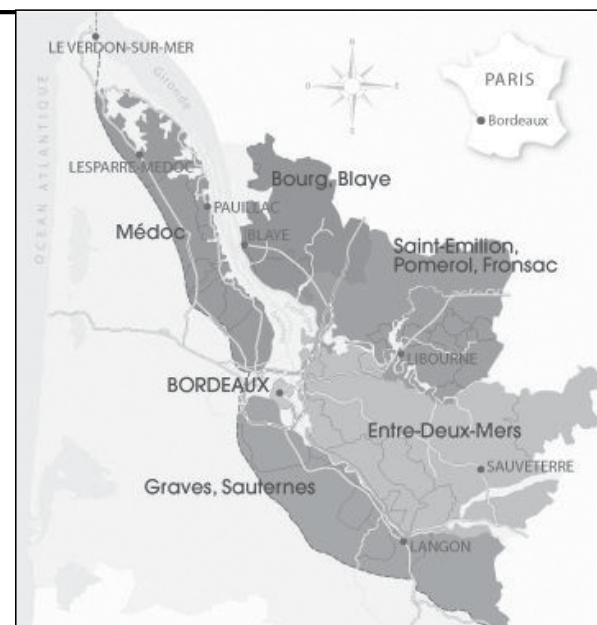 LE VERDON-SUR-MER
Gironde
PARIS
Bordeaux
OCEAN ATLANTIQUE
LESPARRE-MEDOC
Bourg, Blaye
PAUILLAC
Médoc
BLAYE
Saint-Emilion,
Pomerol, Fronsac
LIBOURNE
BORDEAUX
Entre-Deux-Mers
SAUVETERRE
Graves, Sauternes
LANGON